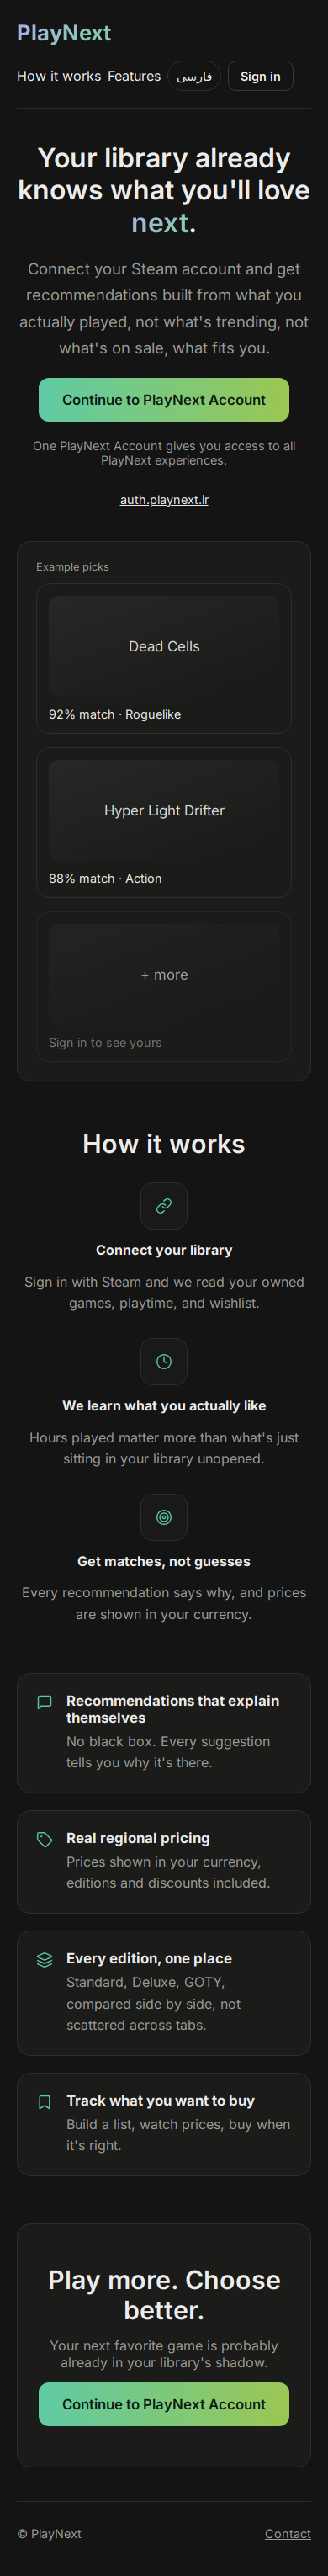 PlayNext
How it works Features فارسی Sign in
Your library already
knows what you'll love
next.
Connect your Steam account and get
recommendations built from what you
actually played, not what's trending, not
what's on sale, what fits you.
Continue to PlayNext Account
One PlayNext Account gives you access to all
PlayNext experiences.
auth.playnext.ir
Example picks
Dead Cells
92% match · Roguelike
Hyper Light Drifter
88% match · Action
+ more
Sign in to see yours
How it works
Connect your library
Sign in with Steam and we read your owned
games, playtime, and wishlist.
We learn what you actually like
Hours played matter more than what's just
sitting in your library unopened.
Get matches, not guesses
Every recommendation says why, and prices
are shown in your currency.
Recommendations that explain
themselves
No black box. Every suggestion
tells you why it's there.
Real regional pricing
Prices shown in your currency,
editions and discounts included.
Every edition, one place
Standard, Deluxe, GOTY,
compared side by side, not
scattered across tabs.
Track what you want to buy
Build a list, watch prices, buy when
it's right.
Play more. Choose
better.
Your next favorite game is probably
already in your library's shadow.
Continue to PlayNext Account
© PlayNext Contact